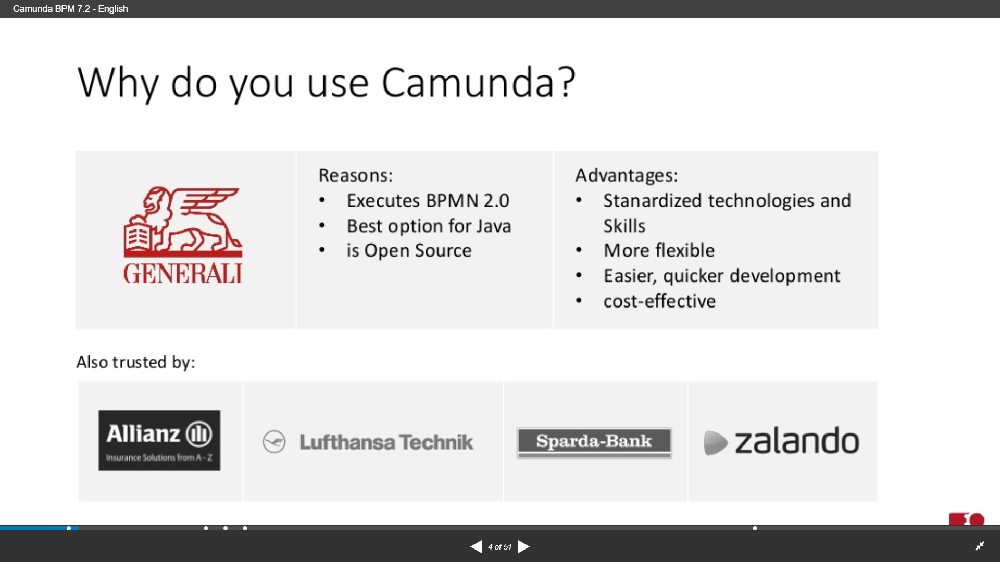 Camunda BPM 7.2 - English
Why do you use Camunda?
GENERALI
Reasons:
• Executes BPMN 2.0
• Best option for Java
• is Open Source
Advantages:
• Stanardized technologies and
Skills
• More flexible
• Easier, quicker development
• cost-effective
Also trusted by:
Allianz
Insurance Solutions from A - Z
Lufthansa Technik
Sparda-Bank
zalando
4 of 51